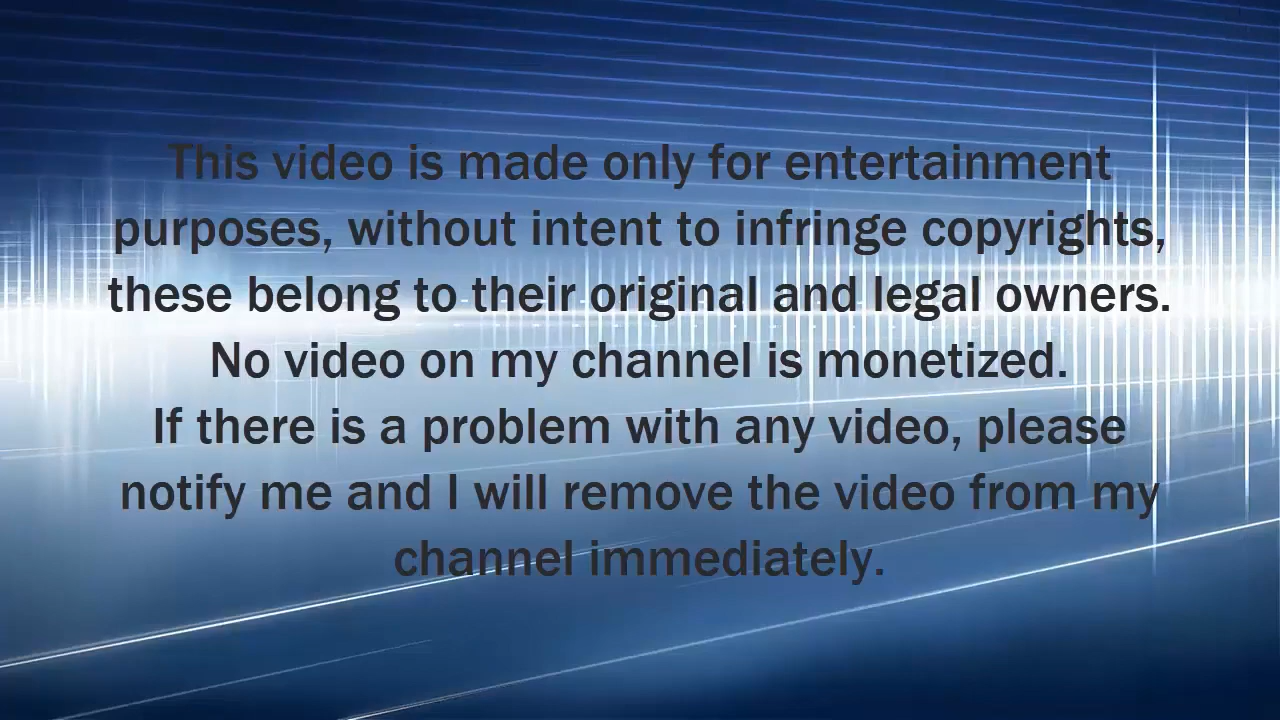 This video is made only for entertainment
purposes, without intent to infringe copyrights,
these belong to their original and legal owners.
No video on my channel is monetized.
If there is a problem with any video, please
notify me and I will remove the video from my
channel immediately.